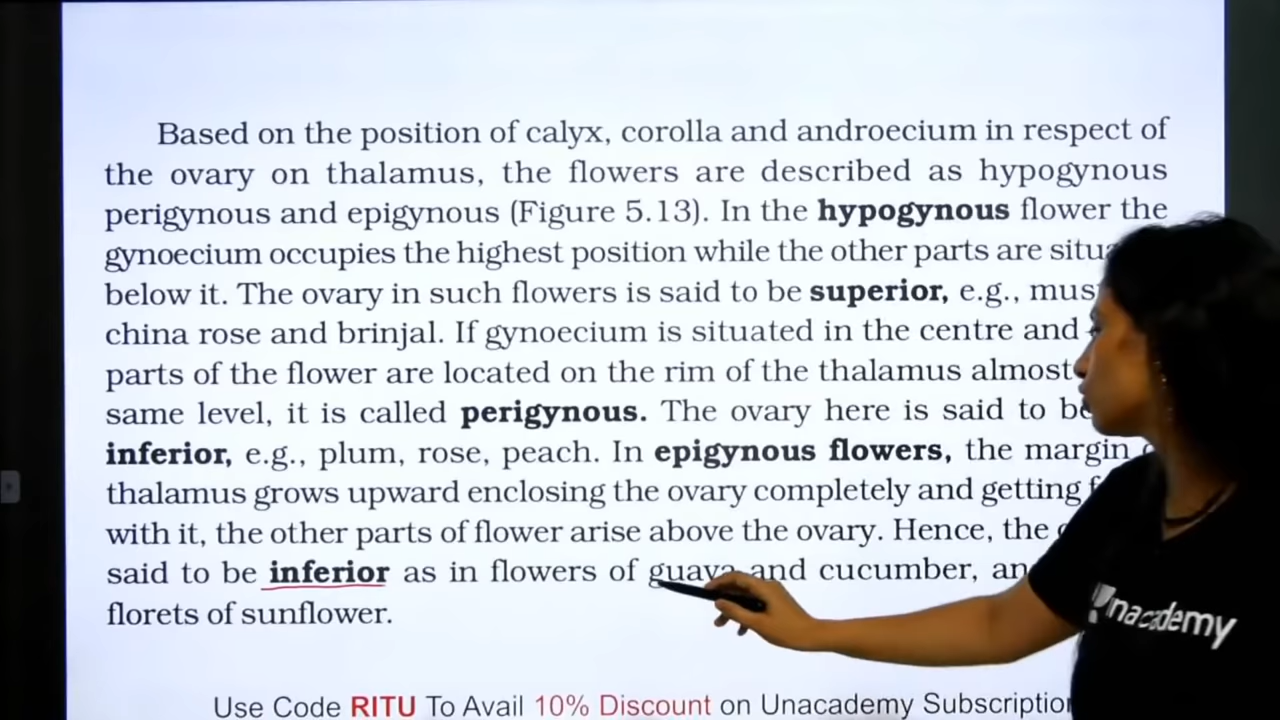 Based on the position of calyx, corolla and androecium in respect of
the ovary on thalamus, the flowers are described as hypogynous
perigynous and epigynous (Figure 5.13). In the hypogynous flower the
gynoecium occupies the highest position while the other parts are
below it. The ovary in such flowers is said to be superior, e.g.,
china rose and brinjal. If gynoecium is situated in the centre and
parts of the flower are located on the rim of the thalamus almost
same level, it is called perigynous. The ovary here is said to be
inferior, e.g., plum, rose, peach. In epigynous flowers, the margin
thalamus grows upward enclosing the ovary completely and getting
with it, the other parts of flower arise above the ovary. Hence, the
said to be inferior as in flowers of guava and cucumber,
florets of sunflower.
Unacademy
Use Code RITU To Avail 10% Discount on Unacademy Subscription